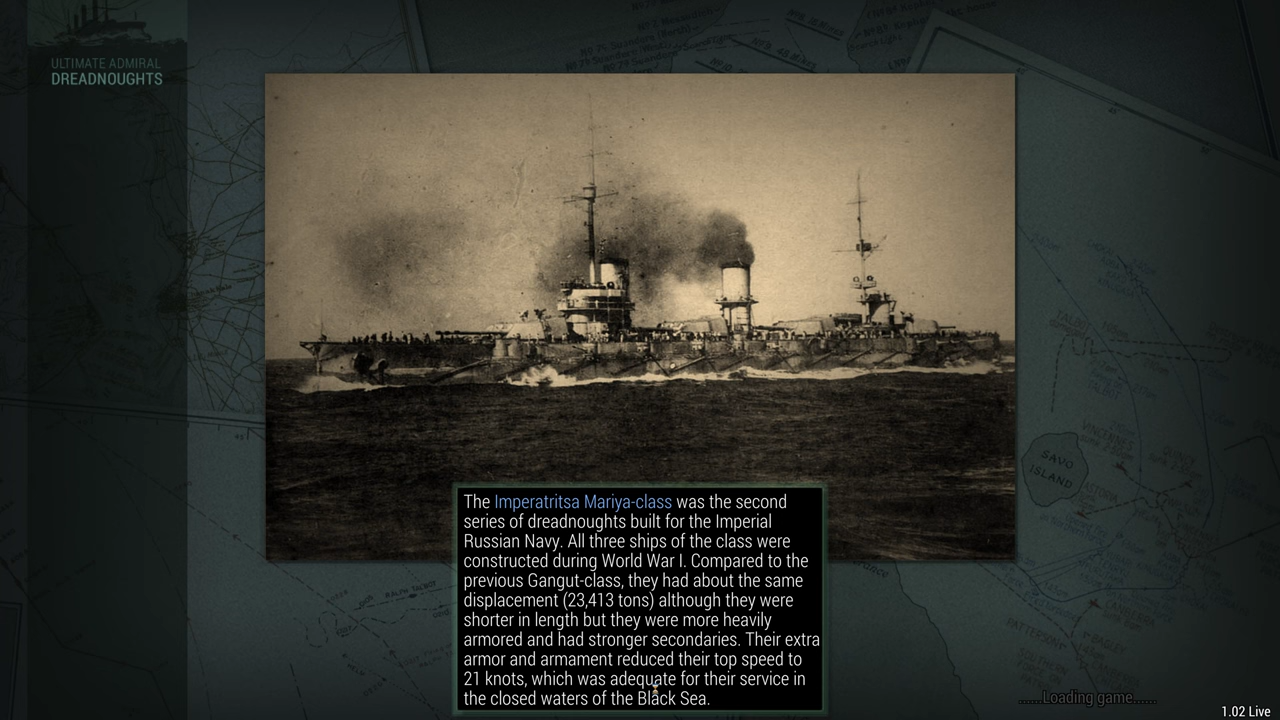 ULTIMATE ADMIRAL
DREADNOUGHTS
SAVO
ISLAND
The Imperatritsa Mariya-class was the second
series of dreadnoughts built for the Imperial
Russian Navy. All three ships of the class were
constructed during World War I. Compared to the
previous Gangut-class, they had about the same
displacement (23,413 tons) although they were
shorter in length but they were more heavily
armored and had stronger secondaries. Their extra
armor and armament reduced their top speed to
21 knots, which was adequate for their service in
the closed waters of the Black Sea.
......Loading game......
1.02 Live